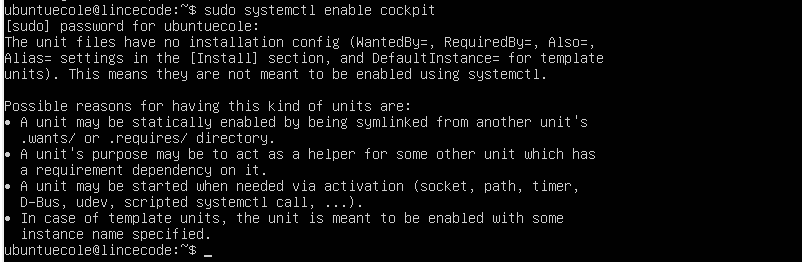 ubuntuecole@lincecode:~$ sudo systemctl enable cockpit
[sudo] password for ubuntuecole:
The unit files have no installation config (WantedBy=, RequiredBy=, Also=,
Alias= settings in the [Install] section, and DefaultInstance= for template
units). This means they are not meant to be enabled using systemctl.

Possible reasons for having this kind of units are:
• A unit may be statically enabled by being symlinked from another unit's
  .wants/ or .requires/ directory.
• A unit's purpose may be to act as a helper for some other unit which has
  a requirement dependency on it.
• A unit may be started when needed via activation (socket, path, timer,
  D-Bus, udev, scripted systemctl call, ...).
• In case of template units, the unit is meant to be enabled with some
  instance name specified.
ubuntuecole@lincecode:~$ _